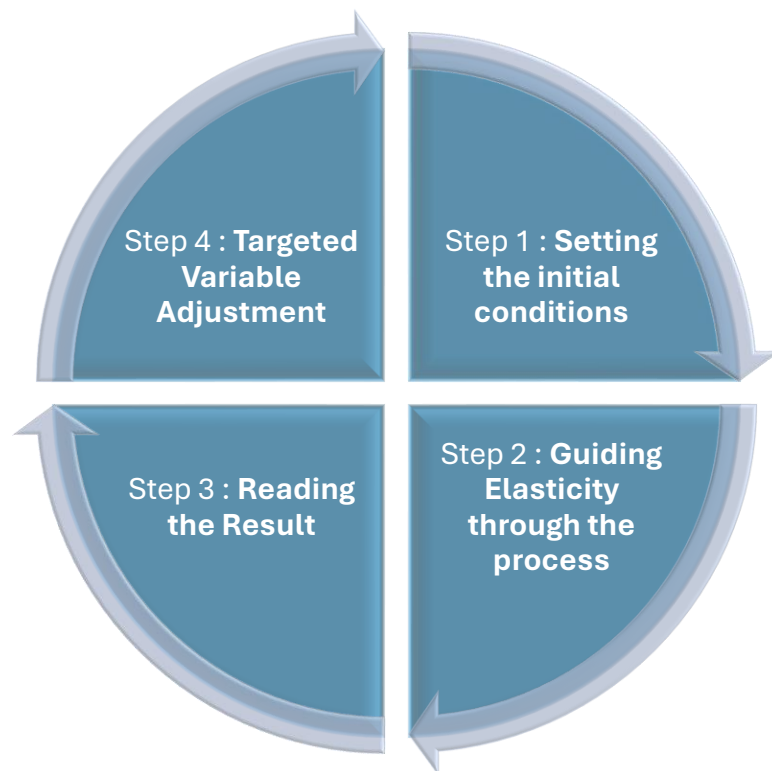 Step 1 : Setting
the initial
conditions
Step 2 : Guiding
Elasticity
through the
process
Step 3 : Reading
the Result
Step 4 : Targeted
Variable
Adjustment